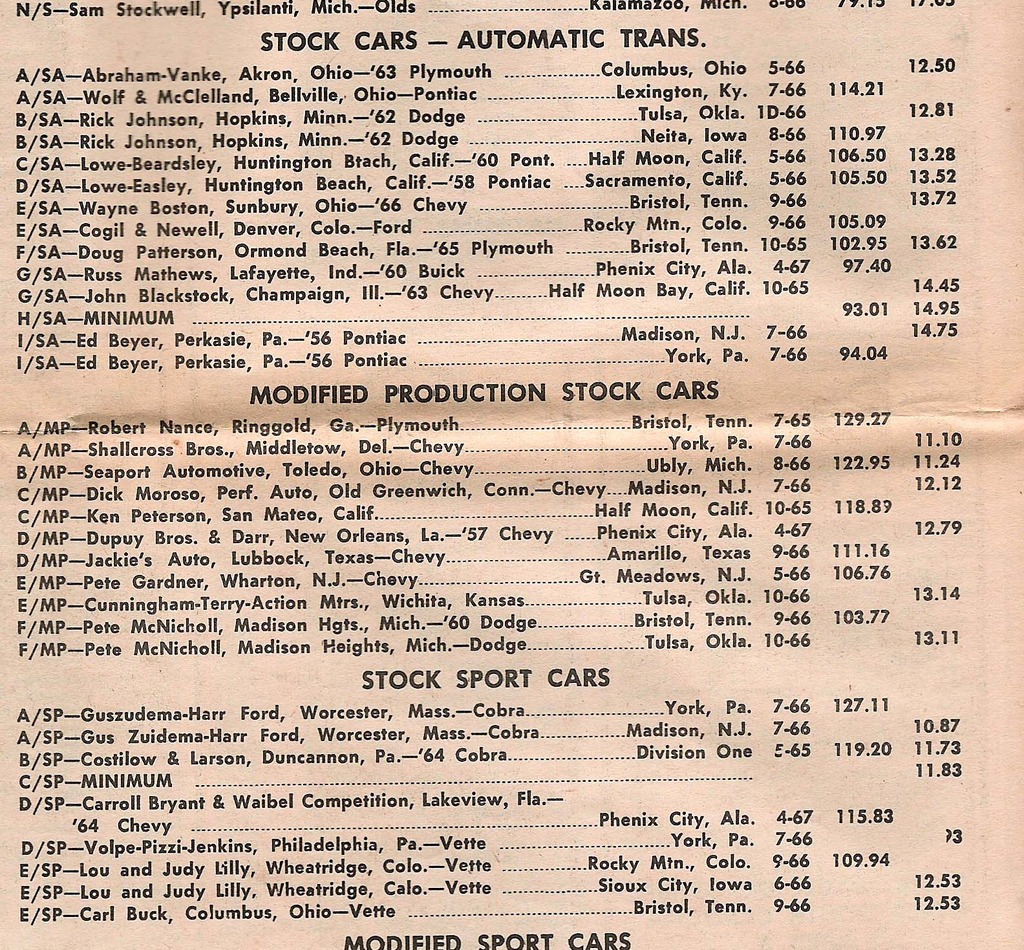 N/S—Sam Stockwell, Ypsilanti, Mich.—Olds ........Kalamazoo, Mich. 8-66 79.15 17.05
STOCK CARS — AUTOMATIC TRANS.
A/SA—Abraham-Vanke, Akron, Ohio—'63 Plymouth ........Columbus, Ohio 5-66 12.50
A/SA—Wolf & McClelland, Bellville, Ohio—Pontiac ........Lexington, Ky. 7-66 114.21
B/SA—Rick Johnson, Hopkins, Minn.—'62 Dodge ........Tulsa, Okla. 1D-66 12.81
B/SA—Rick Johnson, Hopkins, Minn.—'62 Dodge ........Neita, Iowa 8-66 110.97
C/SA—Lowe-Beardsley, Huntington Btach, Calif.—'60 Pont. ....Half Moon, Calif. 5-66 106.50 13.28
D/SA—Lowe-Easley, Huntington Beach, Calif.—'58 Pontiac ....Sacramento, Calif. 5-66 105.50 13.52
E/SA—Wayne Boston, Sunbury, Ohio—'66 Chevy ........Bristol, Tenn. 9-66 13.72
E/SA—Cogil & Newell, Denver, Colo.—Ford ........Rocky Mtn., Colo. 9-66 105.09
F/SA—Doug Patterson, Ormond Beach, Fla.—'65 Plymouth ........Bristol, Tenn. 10-65 102.95 13.62
G/SA—Russ Mathews, Lafayette, Ind.—'60 Buick ........Phenix City, Ala. 4-67 97.40
G/SA—John Blackstock, Champaign, Ill.—'63 Chevy........Half Moon Bay, Calif. 10-65 14.45
H/SA—MINIMUM ........ 93.01 14.95
I/SA—Ed Beyer, Perkasie, Pa.—'56 Pontiac ........Madison, N.J. 7-66 14.75
I/SA—Ed Beyer, Perkasie, Pa.—'56 Pontiac ........York, Pa. 7-66 94.04
MODIFIED PRODUCTION STOCK CARS
A/MP—Robert Nance, Ringgold, Ga.—Plymouth........Bristol, Tenn. 7-65 129.27
A/MP—Shallcross Bros., Middletow, Del.—Chevy........York, Pa. 7-66 11.10
B/MP—Seaport Automotive, Toledo, Ohio—Chevy........Ubly, Mich. 8-66 122.95 11.24
C/MP—Dick Moroso, Perf. Auto, Old Greenwich, Conn.—Chevy....Madison, N.J. 7-66 12.12
C/MP—Ken Peterson, San Mateo, Calif.........Half Moon, Calif. 10-65 118.89
D/MP—Dupuy Bros. & Darr, New Orleans, La.—'57 Chevy ......Phenix City, Ala. 4-67 12.79
D/MP—Jackie's Auto, Lubbock, Texas—Chevy........Amarillo, Texas 9-66 111.16
E/MP—Pete Gardner, Wharton, N.J.—Chevy........Gt. Meadows, N.J. 5-66 106.76
E/MP—Cunningham-Terry-Action Mtrs., Wichita, Kansas........Tulsa, Okla. 10-66 13.14
F/MP—Pete McNicholl, Madison Hgts., Mich.—'60 Dodge........Bristol, Tenn. 9-66 103.77
F/MP—Pete McNicholl, Madison Heights, Mich.—Dodge........Tulsa, Okla. 10-66 13.11
STOCK SPORT CARS
A/SP—Guszudema-Harr Ford, Worcester, Mass.—Cobra........York, Pa. 7-66 127.11
A/SP—Gus Zuidema-Harr Ford, Worcester, Mass.—Cobra........Madison, N.J. 7-66 10.87
B/SP—Costilow & Larson, Duncannon, Pa.—'64 Cobra........Division One 5-65 119.20 11.73
C/SP—MINIMUM ........ 11.83
D/SP—Carroll Bryant & Waibel Competition, Lakeview, Fla.—
'64 Chevy ........Phenix City, Ala. 4-67 115.83
D/SP—Volpe-Pizzi-Jenkins, Philadelphia, Pa.—Vette ........York, Pa. 7-66
E/SP—Lou and Judy Lilly, Wheatridge, Colo.—Vette ........Rocky Mtn., Colo. 9-66 109.94
E/SP—Lou and Judy Lilly, Wheatridge, Calo.—Vette ........Sioux City, Iowa 6-66 12.53
E/SP—Carl Buck, Columbus, Ohio—Vette ........Bristol, Tenn. 9-66 12.53
MODIFIED SPORT CARS